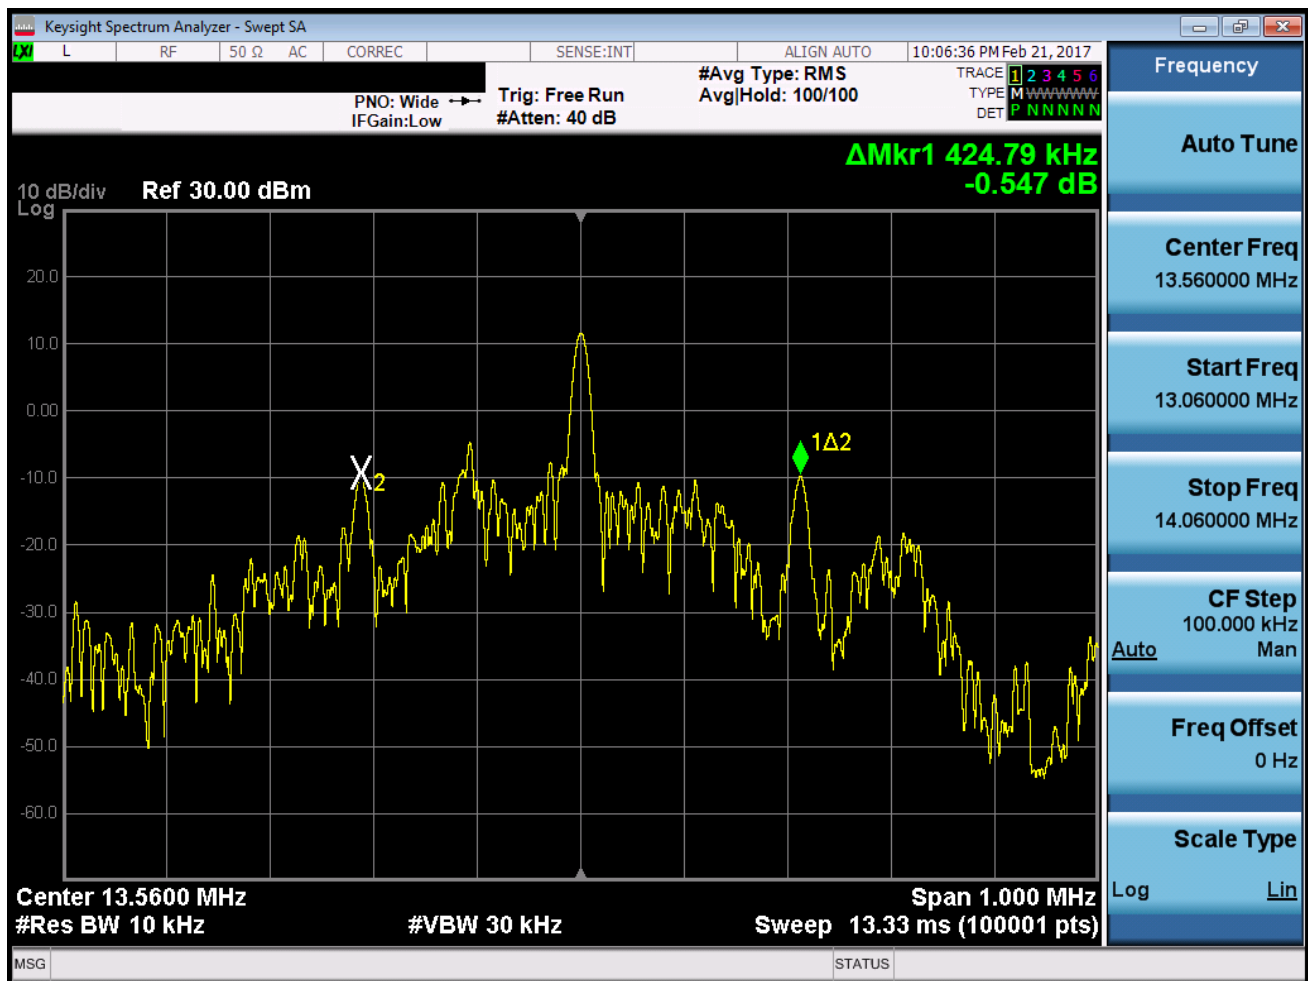 Keysight Spectrum Analyzer - Swept SA
LXI L RF 50 Ω AC CORREC SENSE:INT ALIGN AUTO 10:06:36 PM Feb 21, 2017
PNO: Wide
IFGain:Low
Trig: Free Run
#Atten: 40 dB
#Avg Type: RMS
Avg|Hold: 100/100
TRACE 1 2 3 4 5 6
TYPE M WWWWW
DET P N N N N N
ΔMkr1 424.79 kHz
-0.547 dB
10 dB/div
Log
Ref 30.00 dBm
20.0
10.0
0.00
-10.0
-20.0
-30.0
-40.0
-50.0
-60.0
X2
1Δ2
Center 13.5600 MHz
Span 1.000 MHz
#Res BW 10 kHz
#VBW 30 kHz
Sweep 13.33 ms (100001 pts)
MSG
STATUS
Frequency
Auto Tune
Center Freq
13.560000 MHz
Start Freq
13.060000 MHz
Stop Freq
14.060000 MHz
CF Step
100.000 kHz
Auto Man
Freq Offset
0 Hz
Scale Type
Log Lin